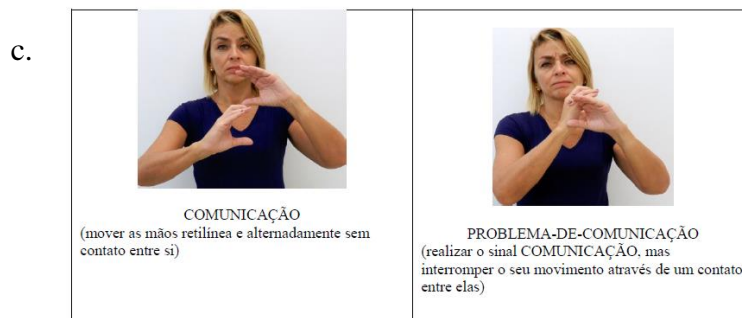 c.
COMUNICAÇÃO
(mover as mãos retilínea e alternadamente sem
contato entre si)
PROBLEMA-DE-COMUNICAÇÃO
(realizar o sinal COMUNICAÇÃO, mas
interromper o seu movimento através de um contato
entre elas)